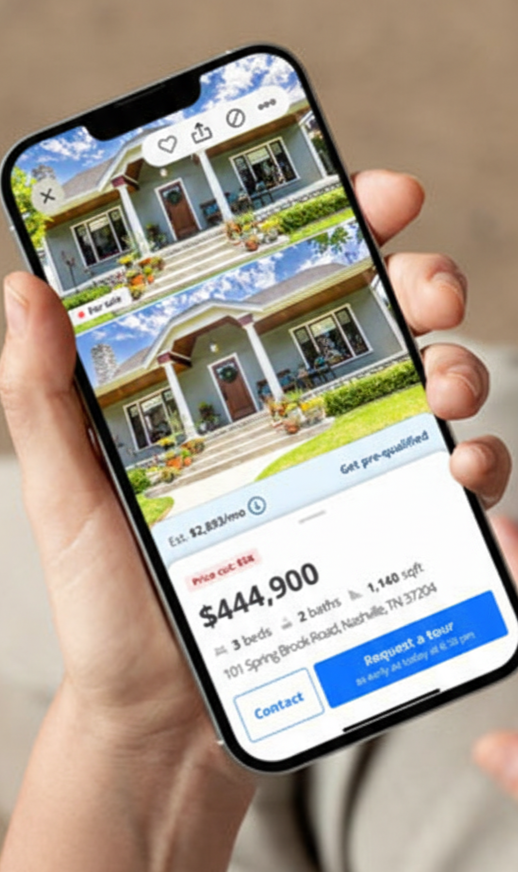 For sale
Est. $2,893/mo Get pre-qualified
Price cut:
$444,900
3 beds 2 baths 1,140 sqft
101 Spring Brook Road, Nashville, TN 37204
Contact
Request a tour
as early as today at 6:30 pm